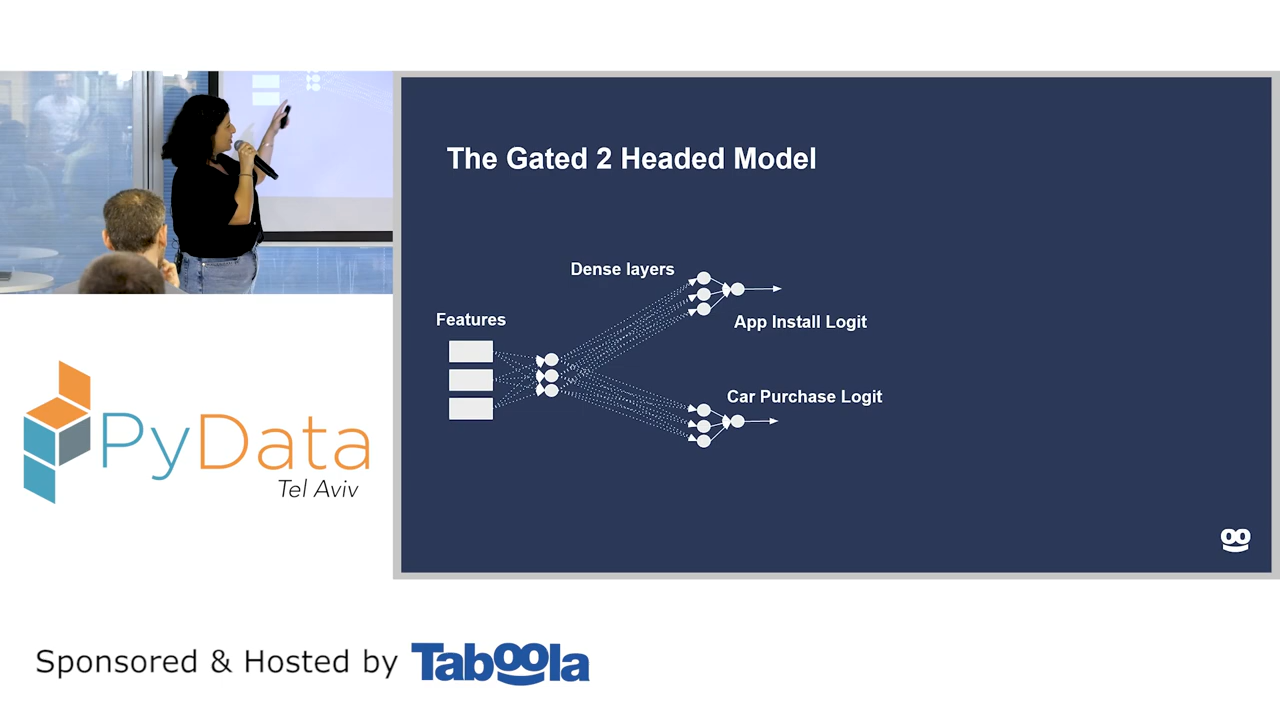 The Gated 2 Headed Model
Dense layers
App Install Logit
Features
Car Purchase Logit
PyData
Tel Aviv
Sponsored & Hosted by Taboola